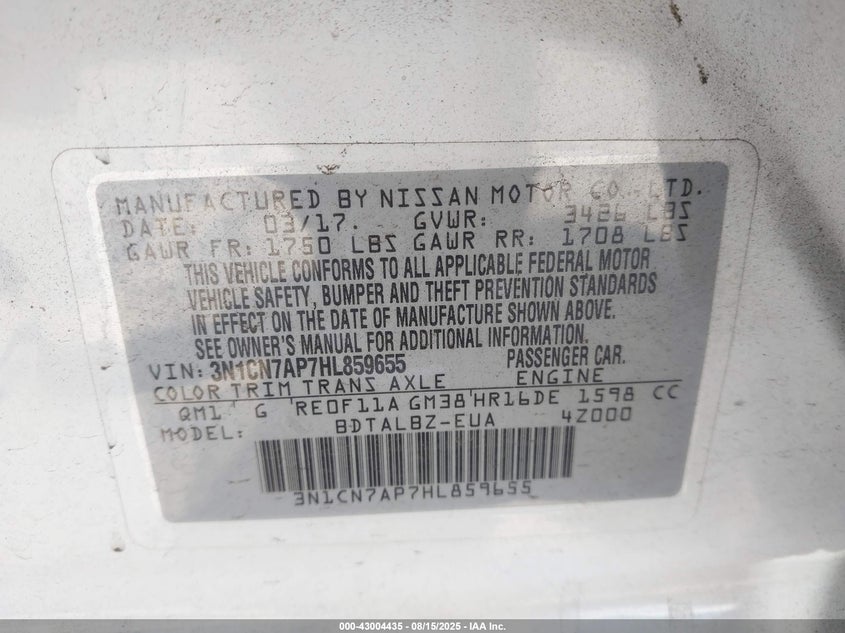 MANUFACTURED BY NISSAN MOTOR CO., LTD.
DATE: 03/17. GVWR: 3486 LBS
GAWR FR: 1750 LBS GAWR RR: 1708 LBS
THIS VEHICLE CONFORMS TO ALL APPLICABLE FEDERAL MOTOR
VEHICLE SAFETY, BUMPER AND THEFT PREVENTION STANDARDS
IN EFFECT ON THE DATE OF MANUFACTURE SHOWN ABOVE.
SEE OWNER'S MANUAL FOR ADDITIONAL INFORMATION.
VIN: 3N1CN7AP7HL859655 PASSENGER CAR.
COLOR TRIM TRANS AXLE ENGINE
QM1 G RE0F11A GM38 HR16DE 1598 CC
MODEL: BDTALBZ-EUA 4Z000
3N1CN7AP7HL859655
000-43004435 - 08/15/2025 - IAA Inc.